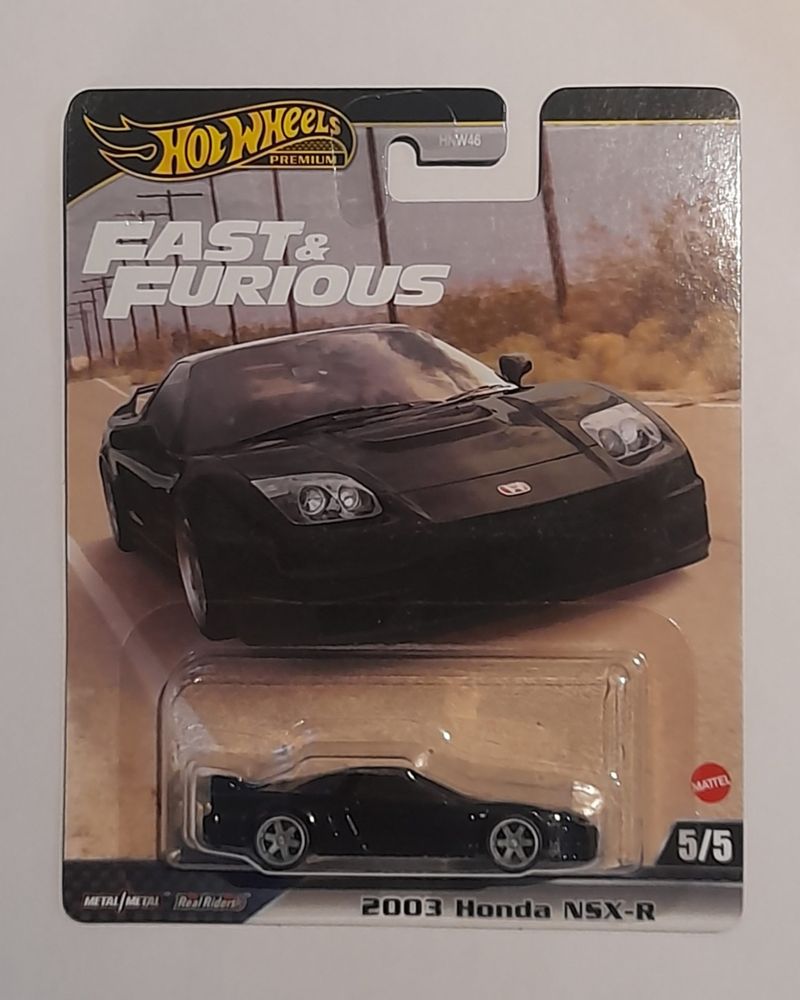 Hot Wheels
PREMIUM
HNW46
FAST &
FURIOUS
MATTEL
5/5
METAL/METAL
Real Riders
2003 Honda NSX-R